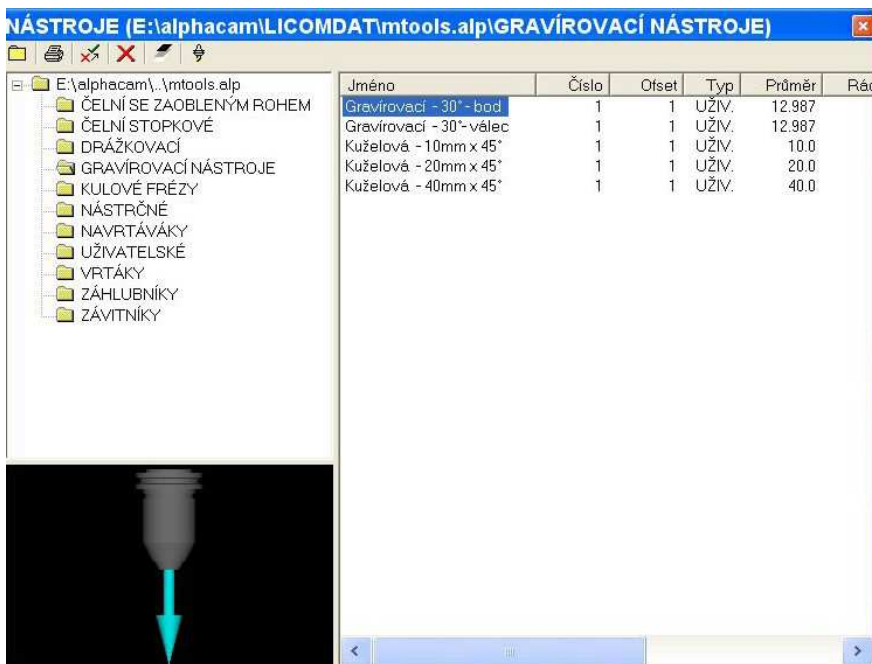 NÁSTROJE (E:\alphacam\LICOMDAT\mtools.alp\GRAVÍROVACÍ NÁSTROJE)
E:\alphacam\..\mtools.alp
ČELNÍ SE ZAOBLENÝM ROHEM
ČELNÍ STOPKOVÉ
DRÁŽKOVACÍ
GRAVÍROVACÍ NÁSTROJE
KULOVÉ FRÉZY
NÁSTRČNÉ
NAVRTÁVÁKY
UŽIVATELSKÉ
VRTÁKY
ZÁHLUBNÍKY
ZÁVITNÍKY
Jméno Číslo Ofset Typ Průměr Rád
Gravírovací - 30°- bod 1 1 UŽIV. 12.987
Gravírovací - 30°- válec 1 1 UŽIV. 12.987
Kuželová - 10mm x 45° 1 1 UŽIV. 10.0
Kuželová - 20mm x 45° 1 1 UŽIV. 20.0
Kuželová - 40mm x 45° 1 1 UŽIV. 40.0